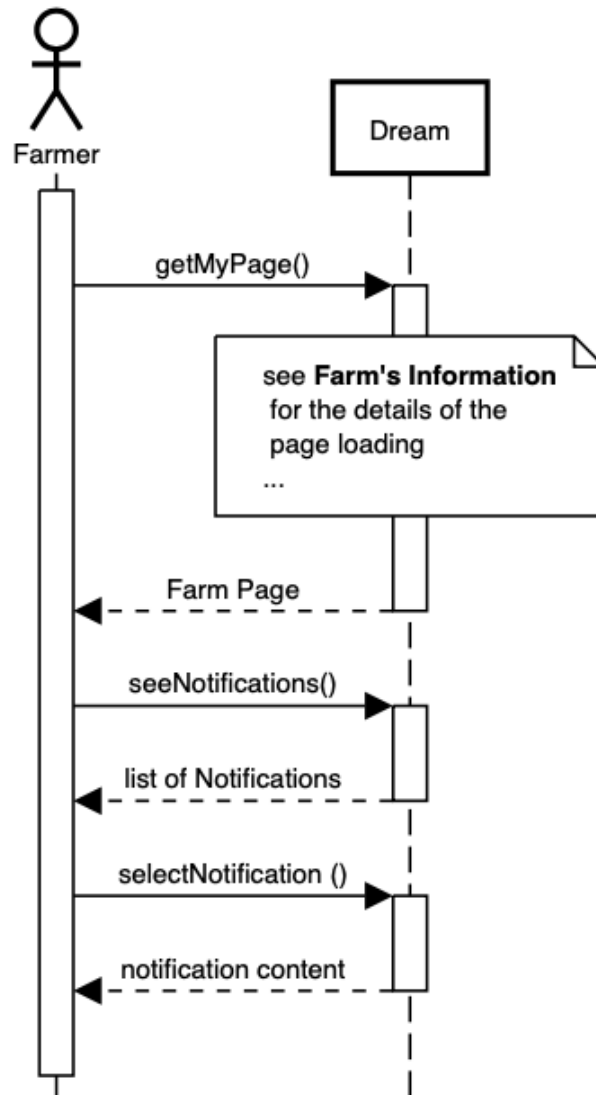 Farmer
Dream
getMyPage()
see Farm's Information
for the details of the
page loading
...
Farm Page
seeNotifications()
list of Notifications
selectNotification ()
notification content